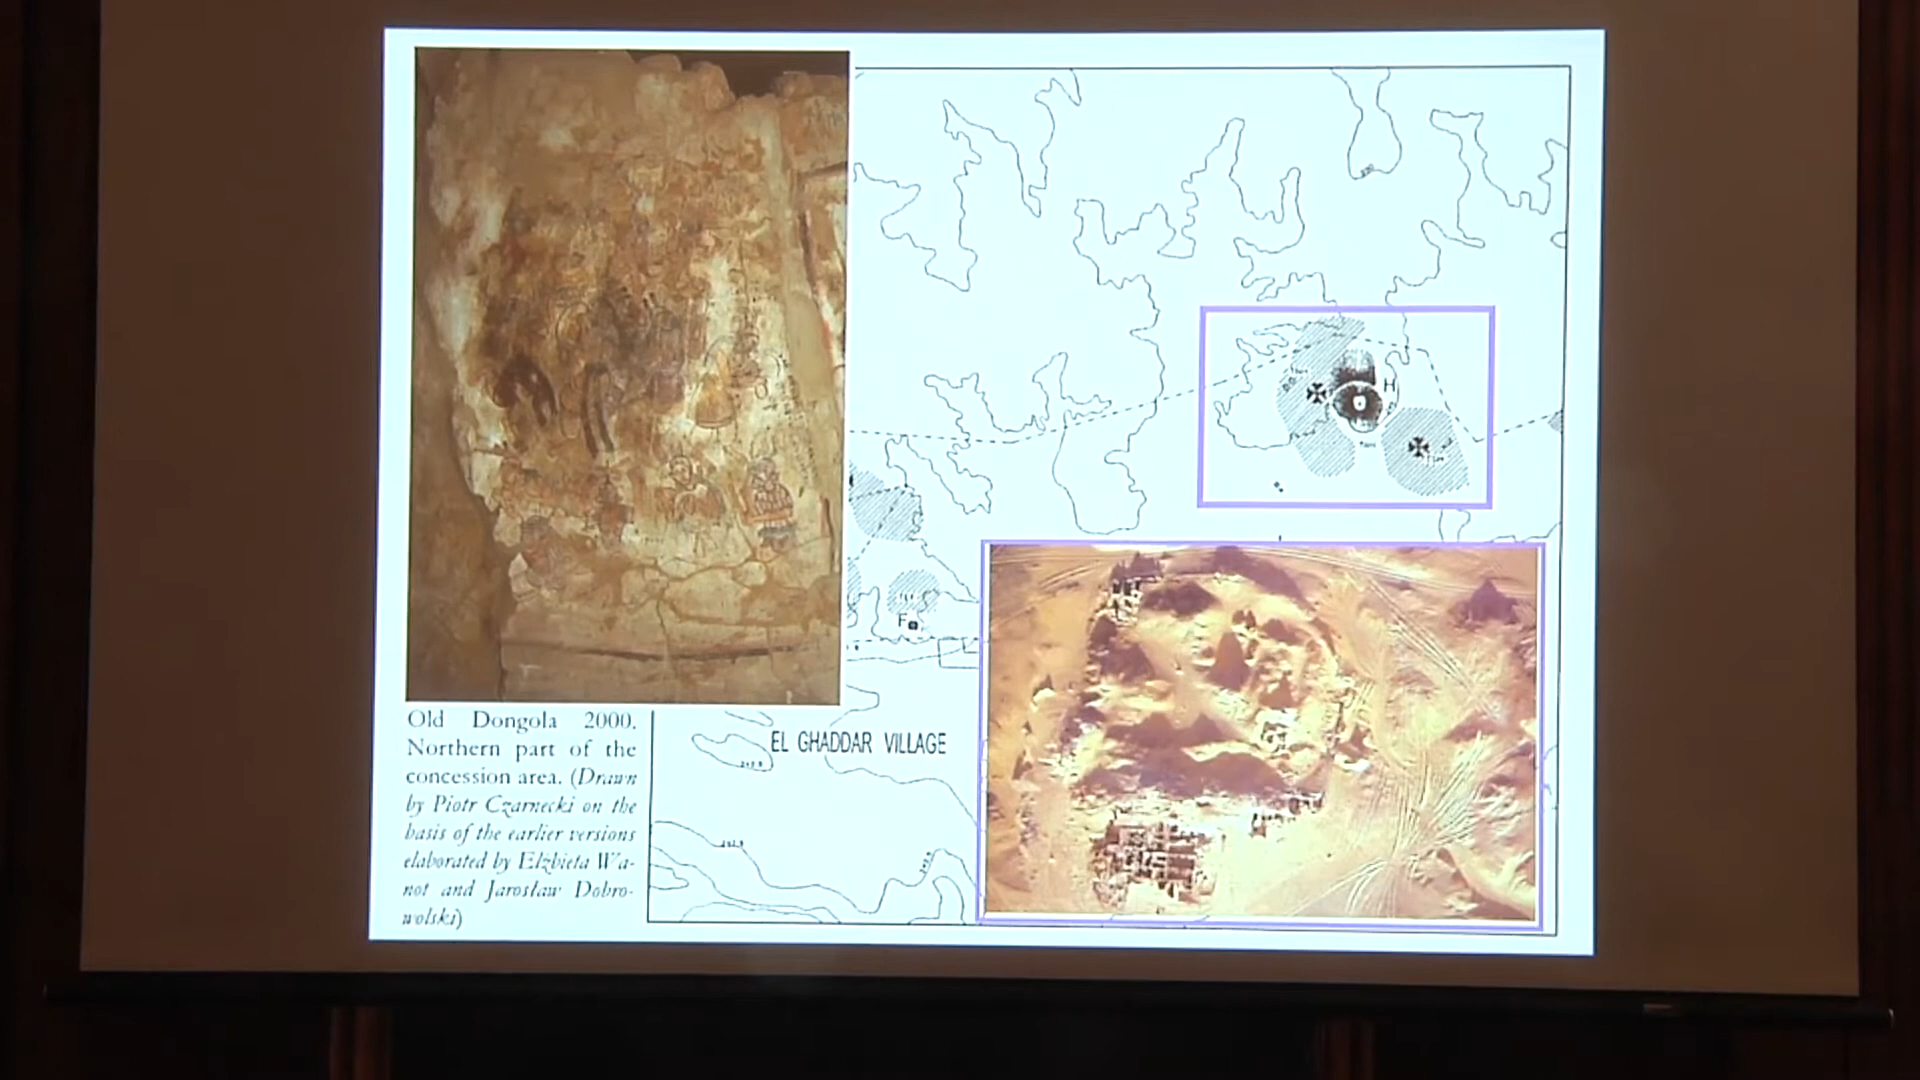 Old Dongola 2000.
Northern part of the
concession area. (Drawn
by Piotr Czarnecki on the
basis of the earlier versions
elaborated by Elżbieta Wa-
not and Jarosław Dobro-
wolski)
EL GHADDAR VILLAGE
F
H